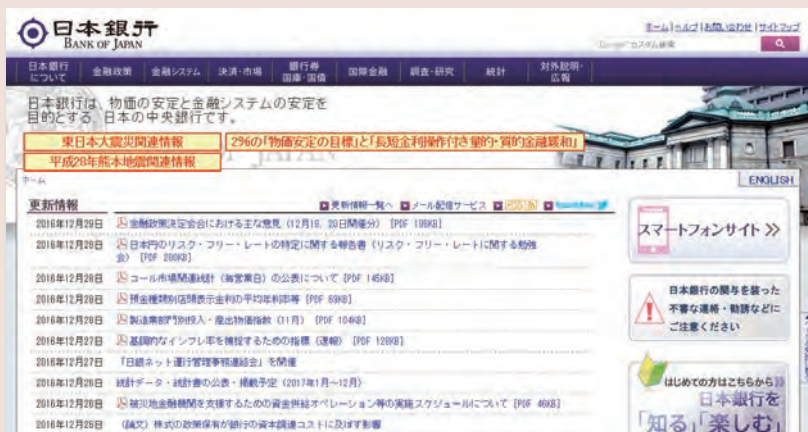 日本銀行
BANK OF JAPAN
ホーム | ヘルプ | お問い合わせ | サイトマップ
カスタム検索
日本銀行について
金融政策
金融システム
決済・市場
銀行券
国庫・国債
国際金融
調査・研究
統計
対外説明・広報
日本銀行は、物価の安定と金融システムの安定を
目的とする、日本の中央銀行です。
東日本大震災関連情報
2%の「物価安定の目標」と「長短金利操作付き量的・質的金融緩和」
平成28年熊本地震関連情報
ホーム
ENGLISH
更新情報
更新情報一覧へ メール配信サービス
2016年12月29日 金融政策決定会合における主な意見(12月19、20日開催分) [PDF 199KB]
2016年12月28日 日本円のリスク・フリー・レートの特定に関する報告書(リスク・フリー・レートに関する勉強
会) [PDF 200KB]
2016年12月28日 コール市場関連統計(毎営業日)の公表について [PDF 145KB]
2016年12月28日 預金種類別店頭表示金利の平均年利率等 [PDF 69KB]
2016年12月28日 製造業部門別投入・産出物価指数(11月) [PDF 104KB]
2016年12月27日 基調的なインフレ率を捕捉するための指標(速報) [PDF 128KB]
2016年12月27日 「日銀ネット運行管理事務連絡会」を開催
2016年12月26日 統計データ・統計書の公表・掲載予定(2017年1月~12月)
2016年12月26日 被災地金融機関を支援するための資金供給オペレーション等の実施スケジュールについて [PDF 46KB]
2016年12月26日 (論文) 株式の政策保有が銀行の資本調達コストに及ぼす影響
スマートフォンサイト
日本銀行の関与を装った
不審な連絡・勧誘などに
ご注意ください
はじめての方はこちらから
日本銀行を
「知る」「楽しむ」